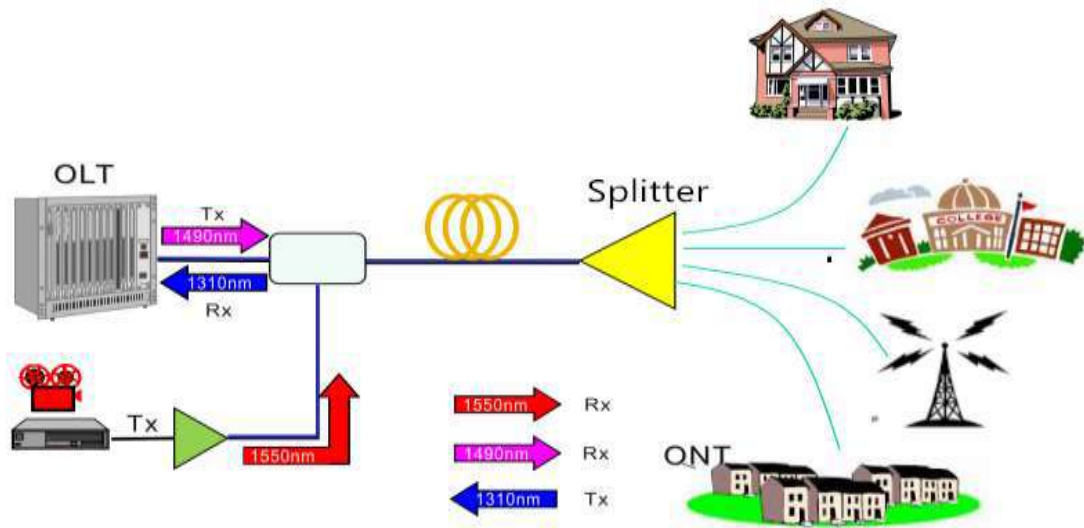 OLT
Tx
1490nm
1310nm
Rx
Splitter
COLLEGE
Tx
1550nm
1550nm Rx
1490nm Rx
1310nm Tx
ONT